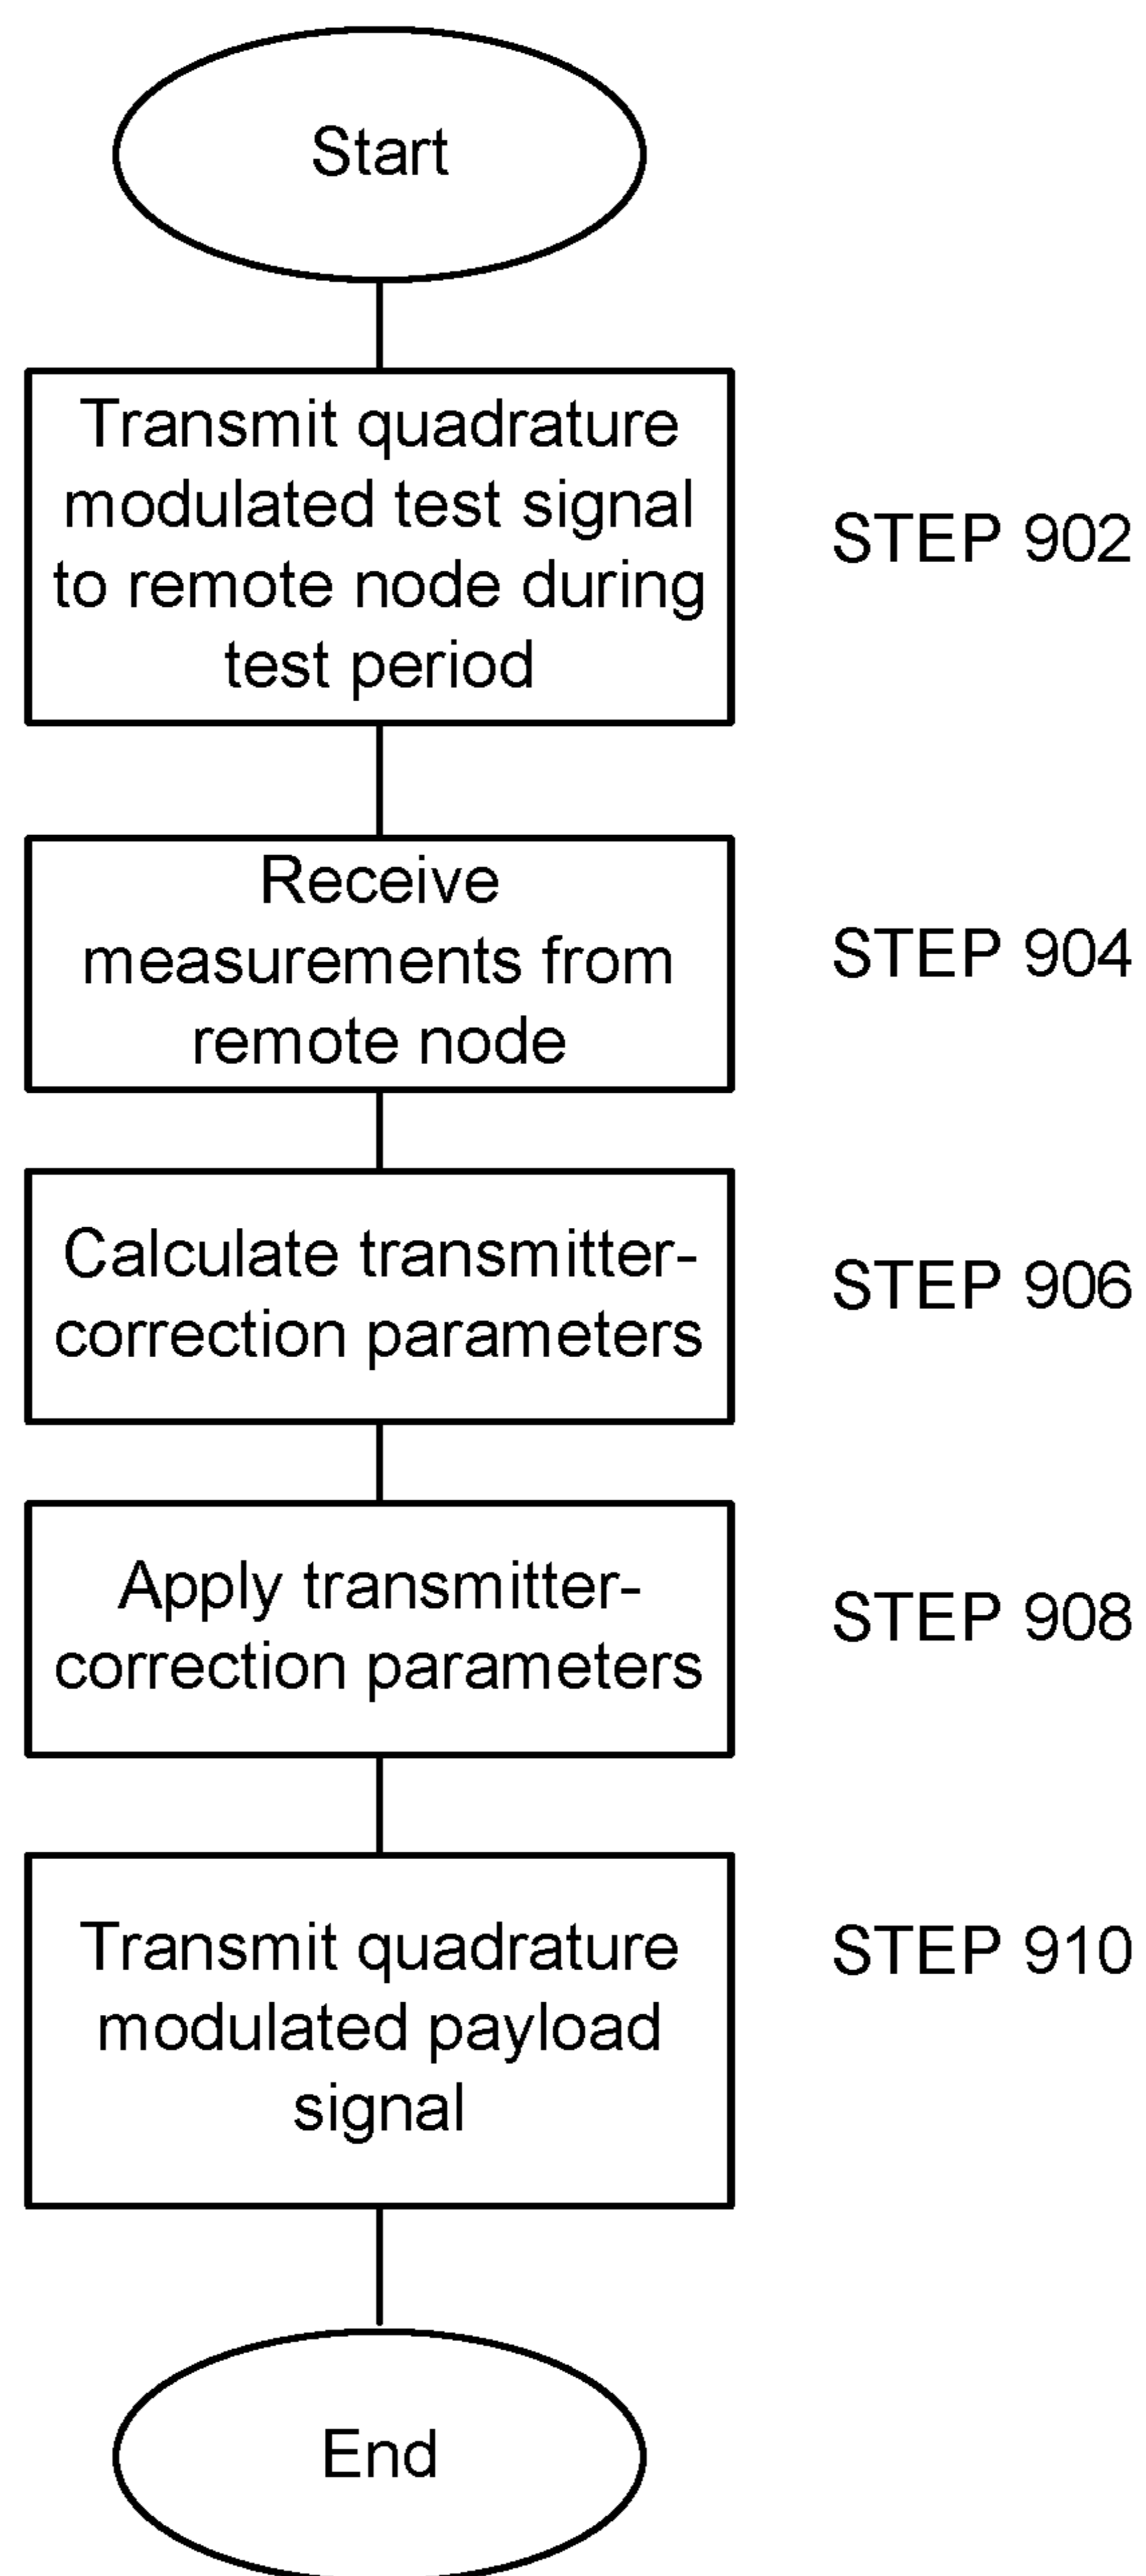 Start
Transmit quadrature
modulated test signal
to remote node during
test period
STEP 902
Receive
measurements from
remote node
STEP 904
Calculate transmitter-
correction parameters
STEP 906
Apply transmitter-
correction parameters
STEP 908
Transmit quadrature
modulated payload
signal
STEP 910
End